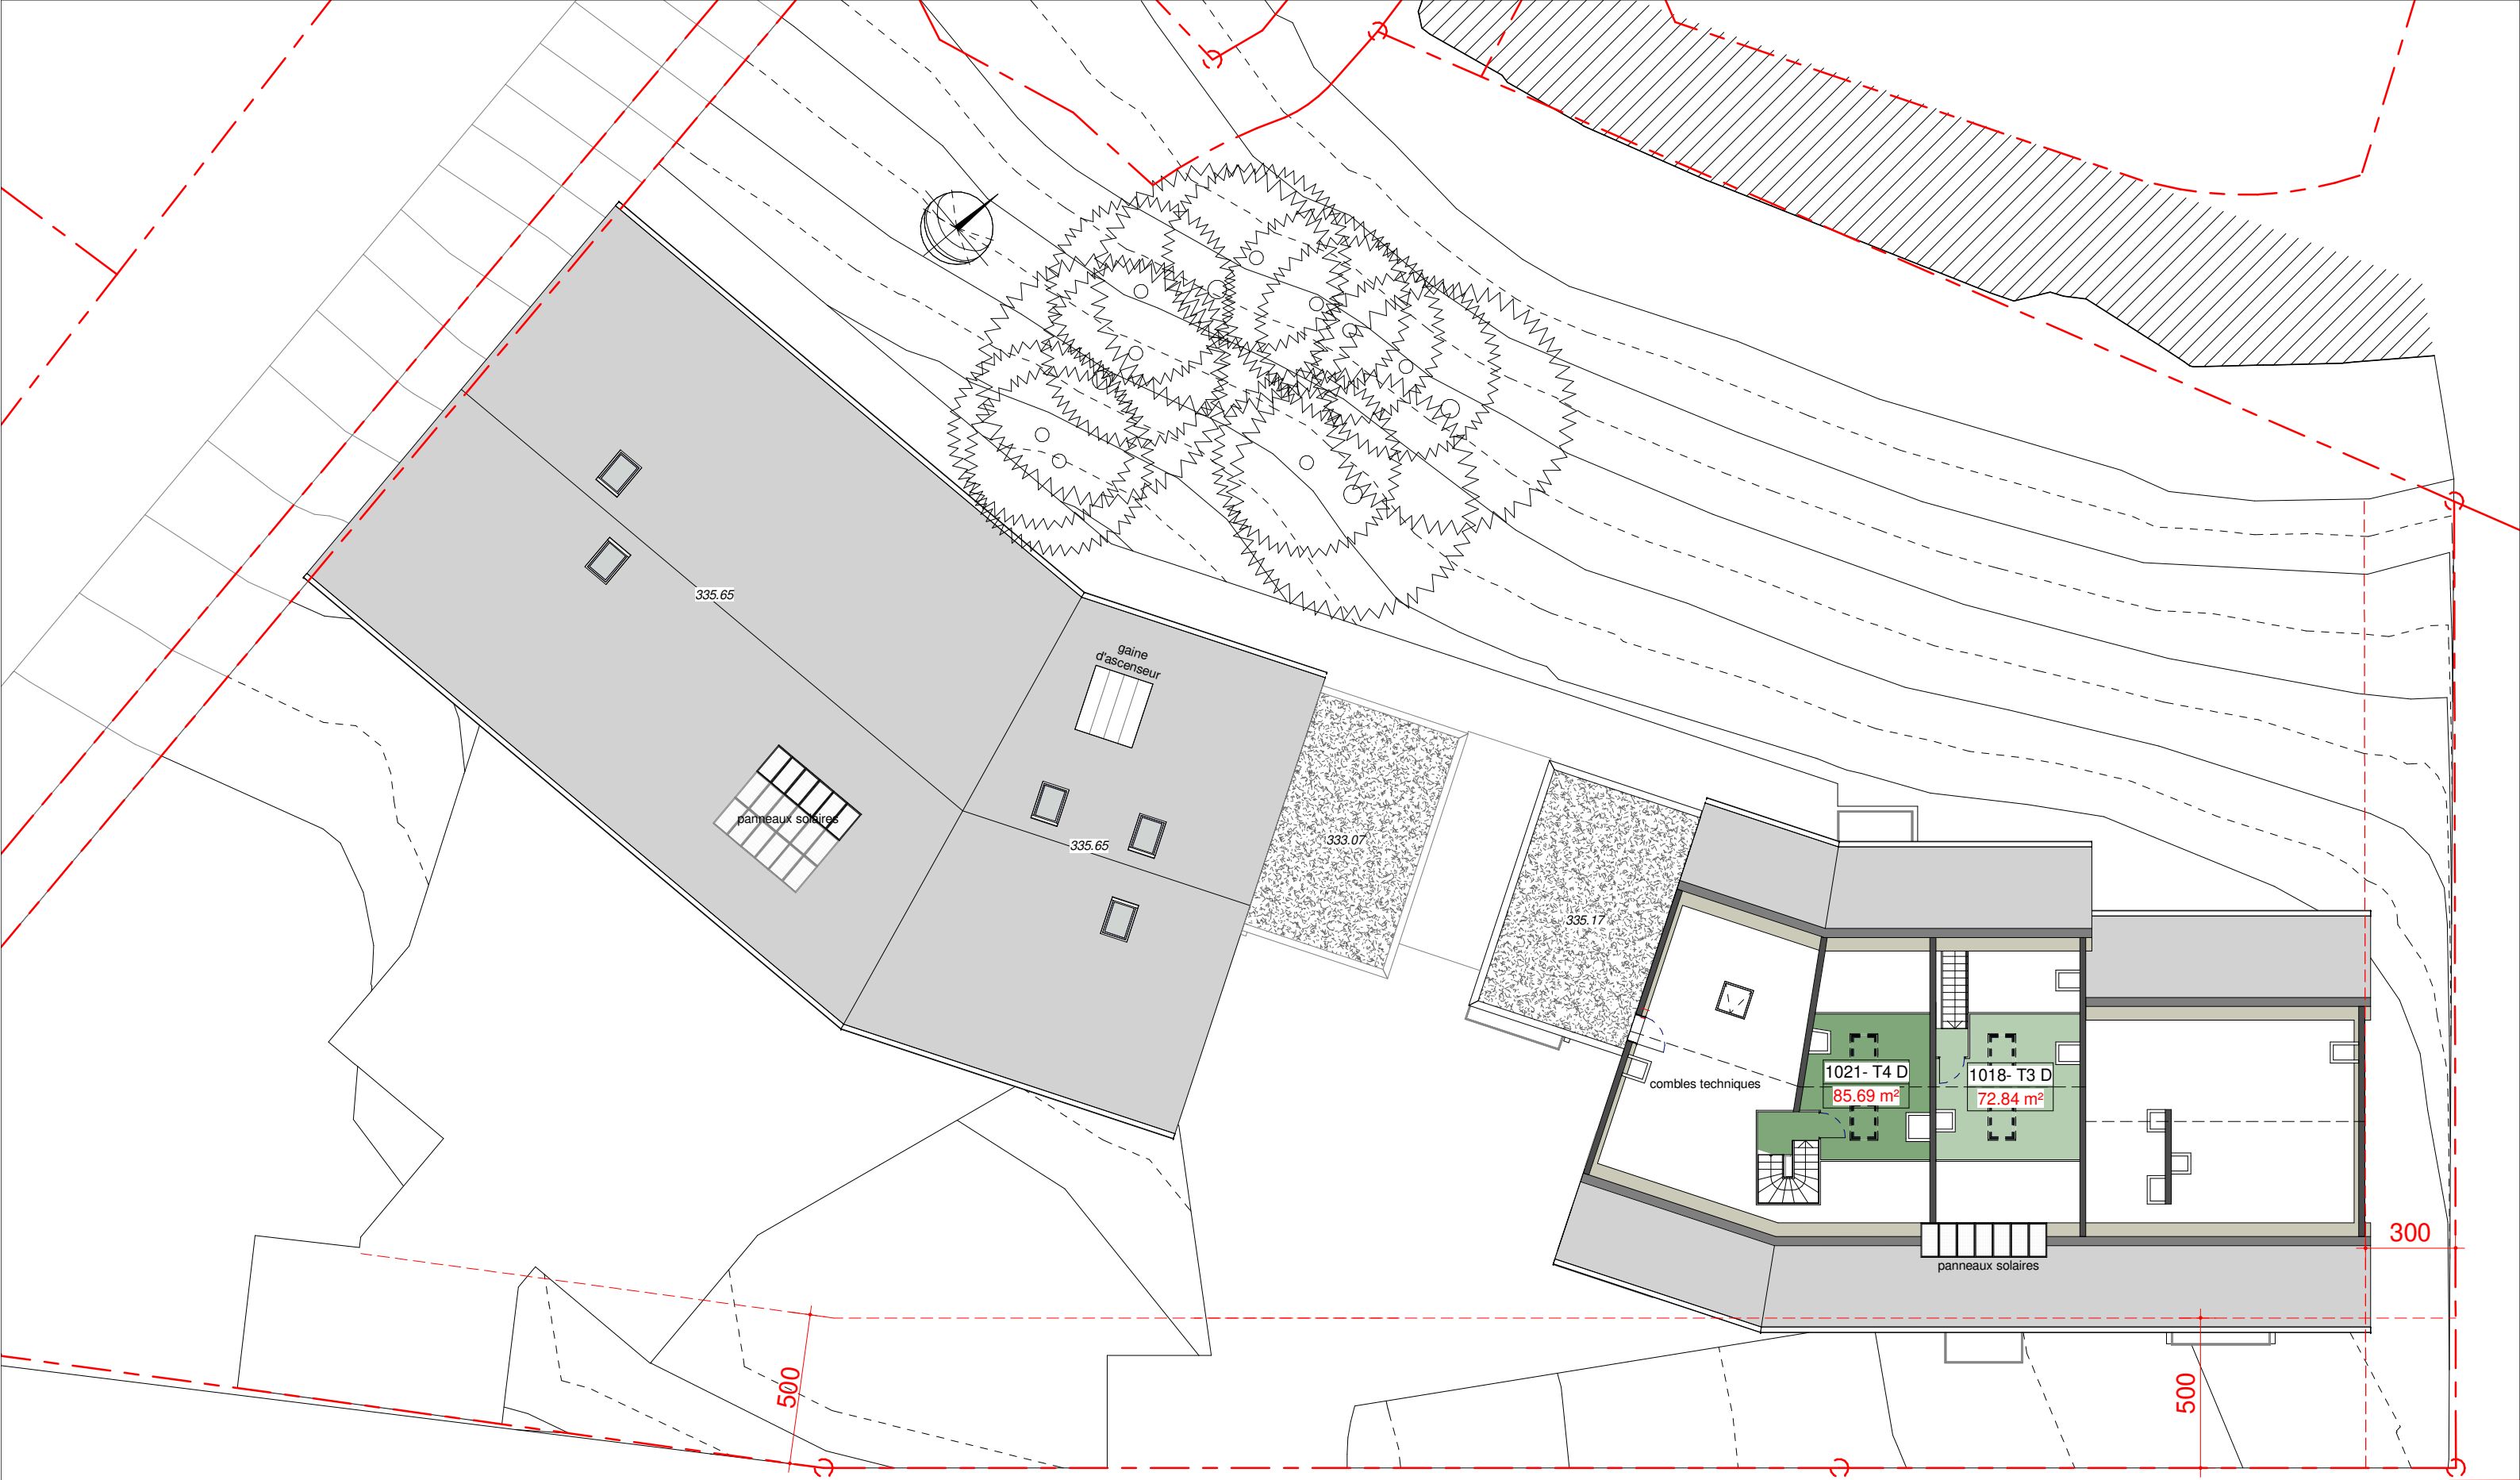 335.65
gaine
d'ascenseur
panneaux solaires
335.65
333.07
335.17
combles techniques
1021- T4 D
85.69 m²
1018- T3 D
72.84 m²
panneaux solaires
300
500
500